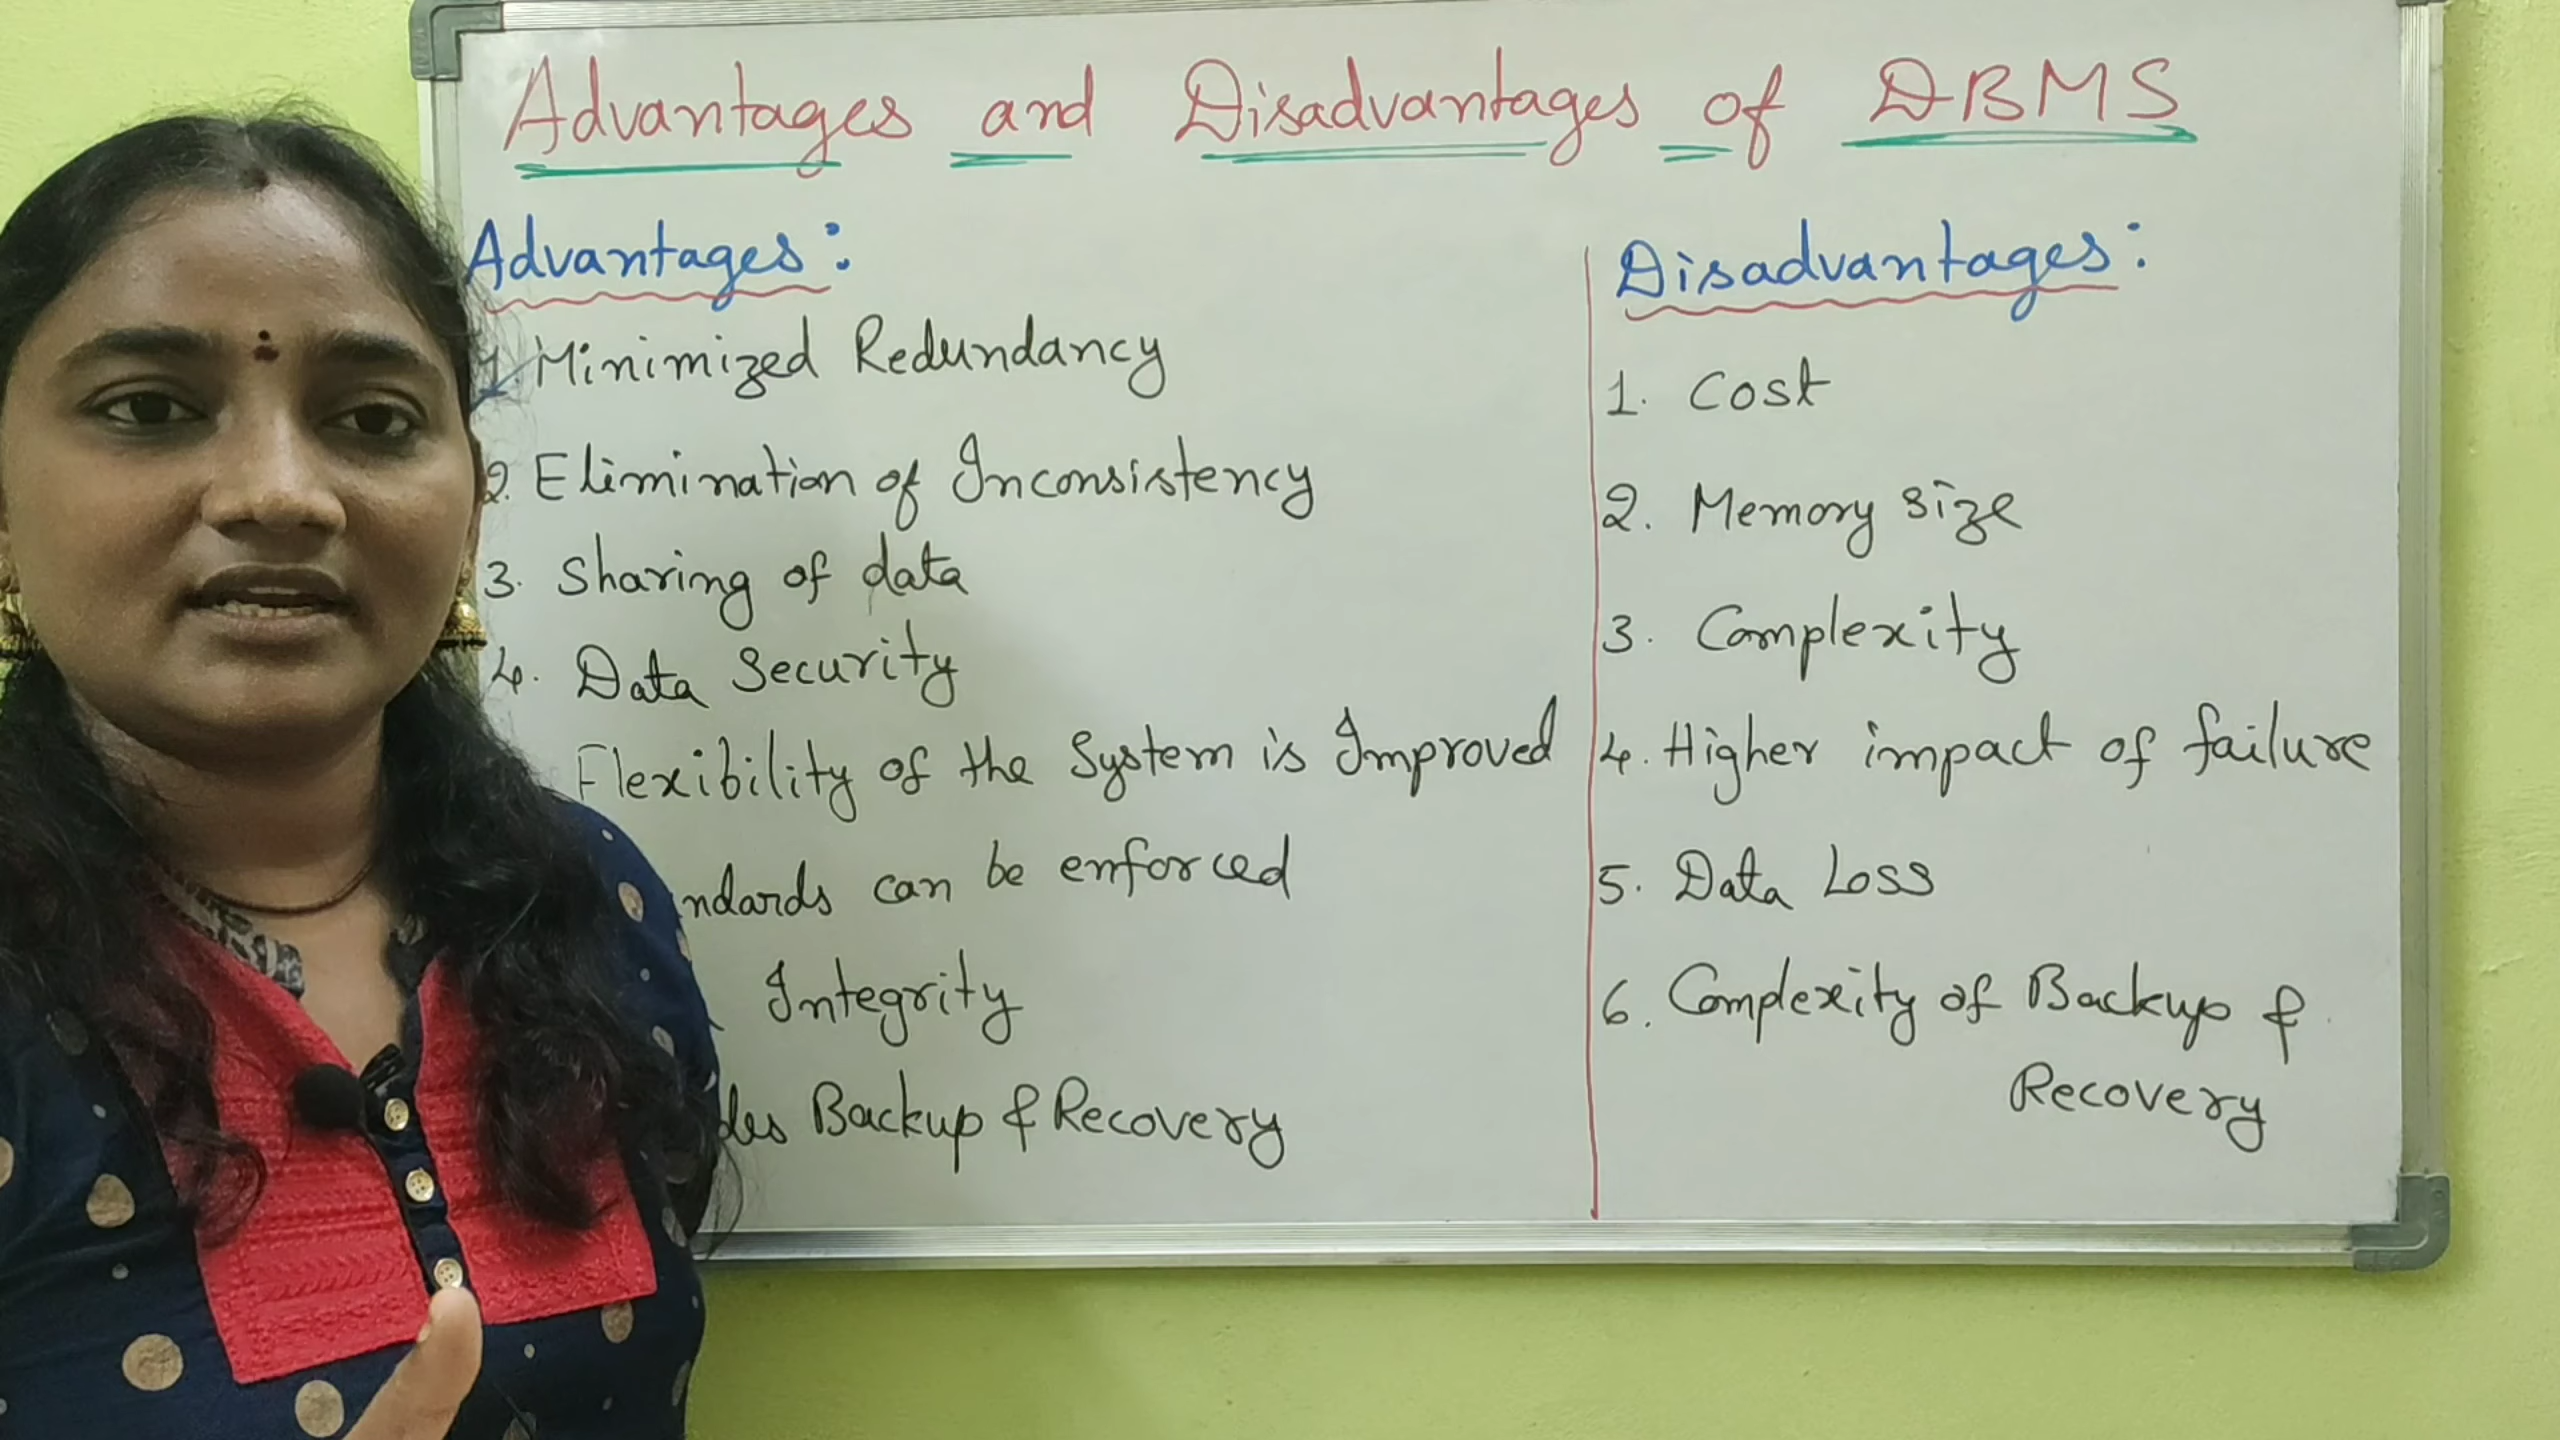 Advantages and Disadvantages of DBMS
Advantages:
1. Minimized Redundancy
2. Elimination of Inconsistency
3. Sharing of data
4. Data Security
Flexibility of the System is Improved
ndards can be enforced
Integrity
des Backup & Recovery
Disadvantages:
1. Cost
2. Memory Size
3. Complexity
4. Higher impact of failure
5. Data Loss
6. Complexity of Backup &
Recovery